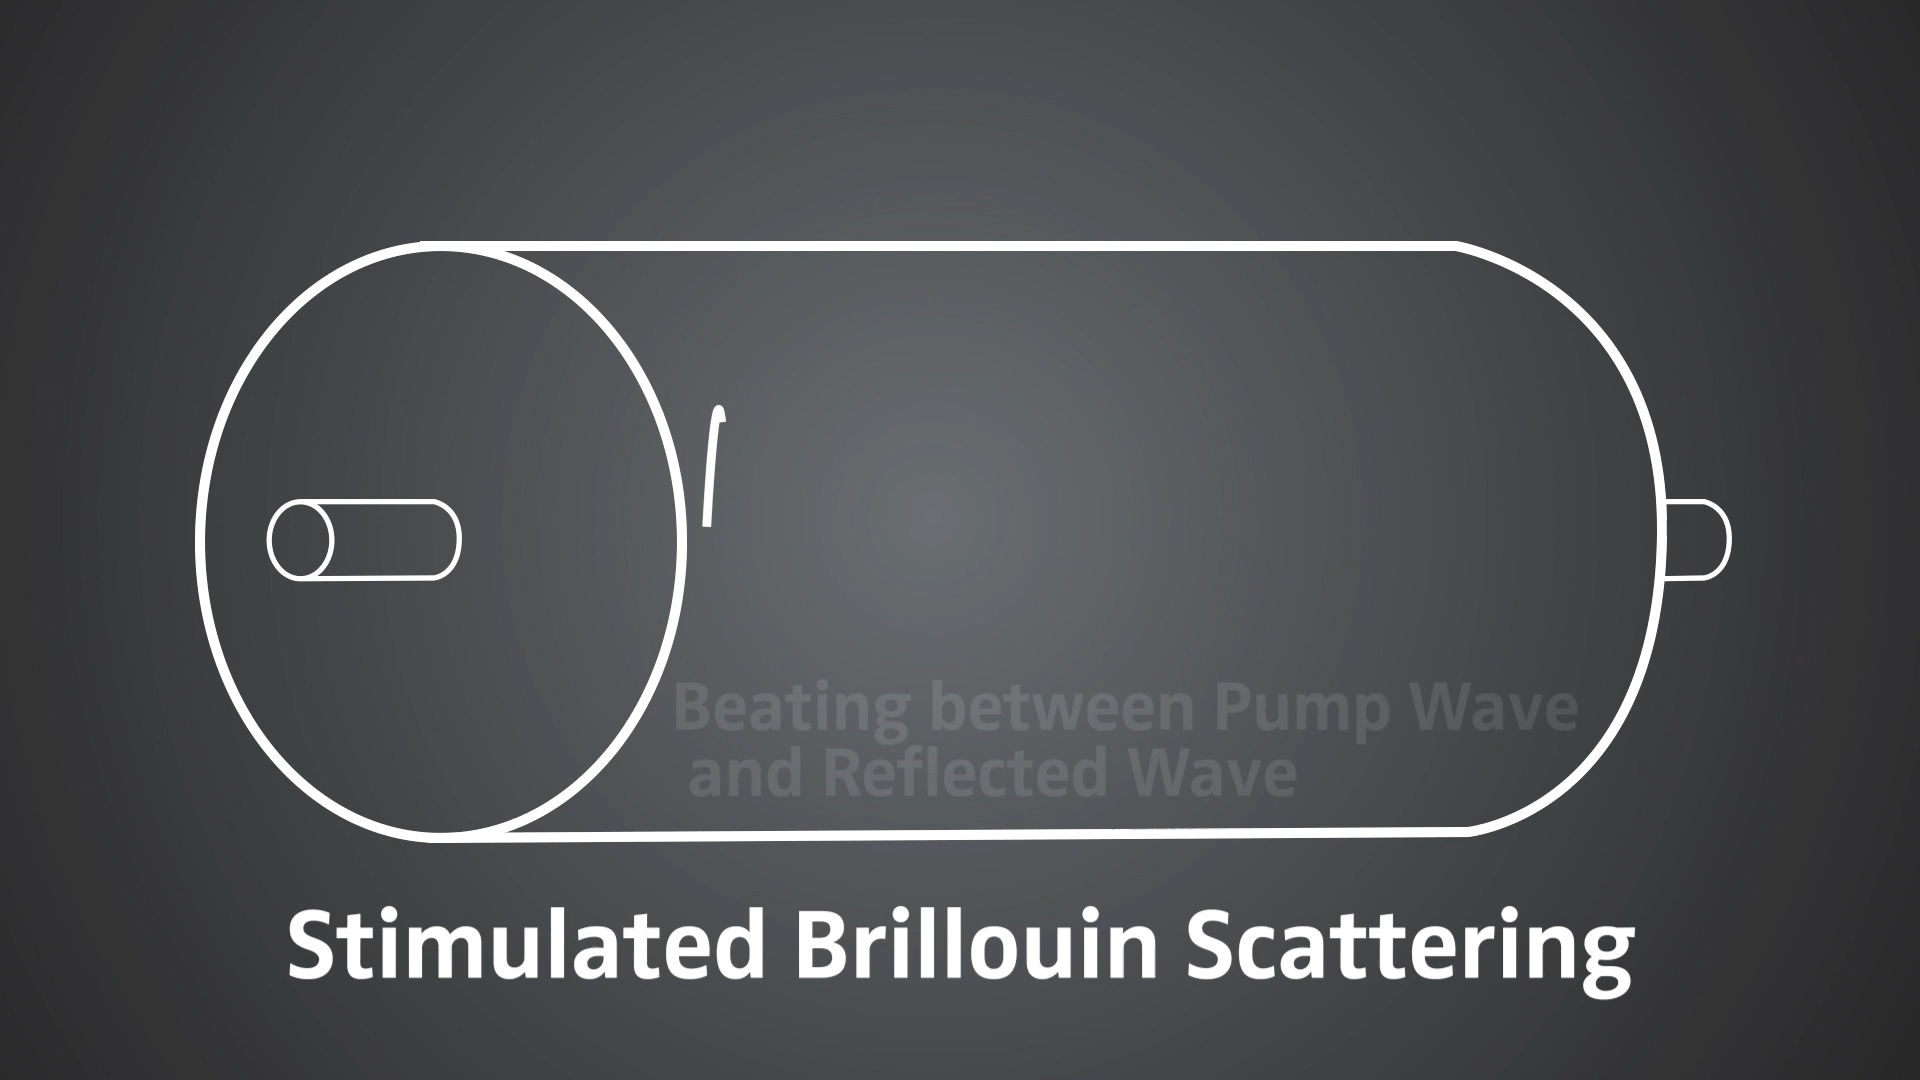 Beating between Pump Wave
and Reflected Wave
Stimulated Brillouin Scattering